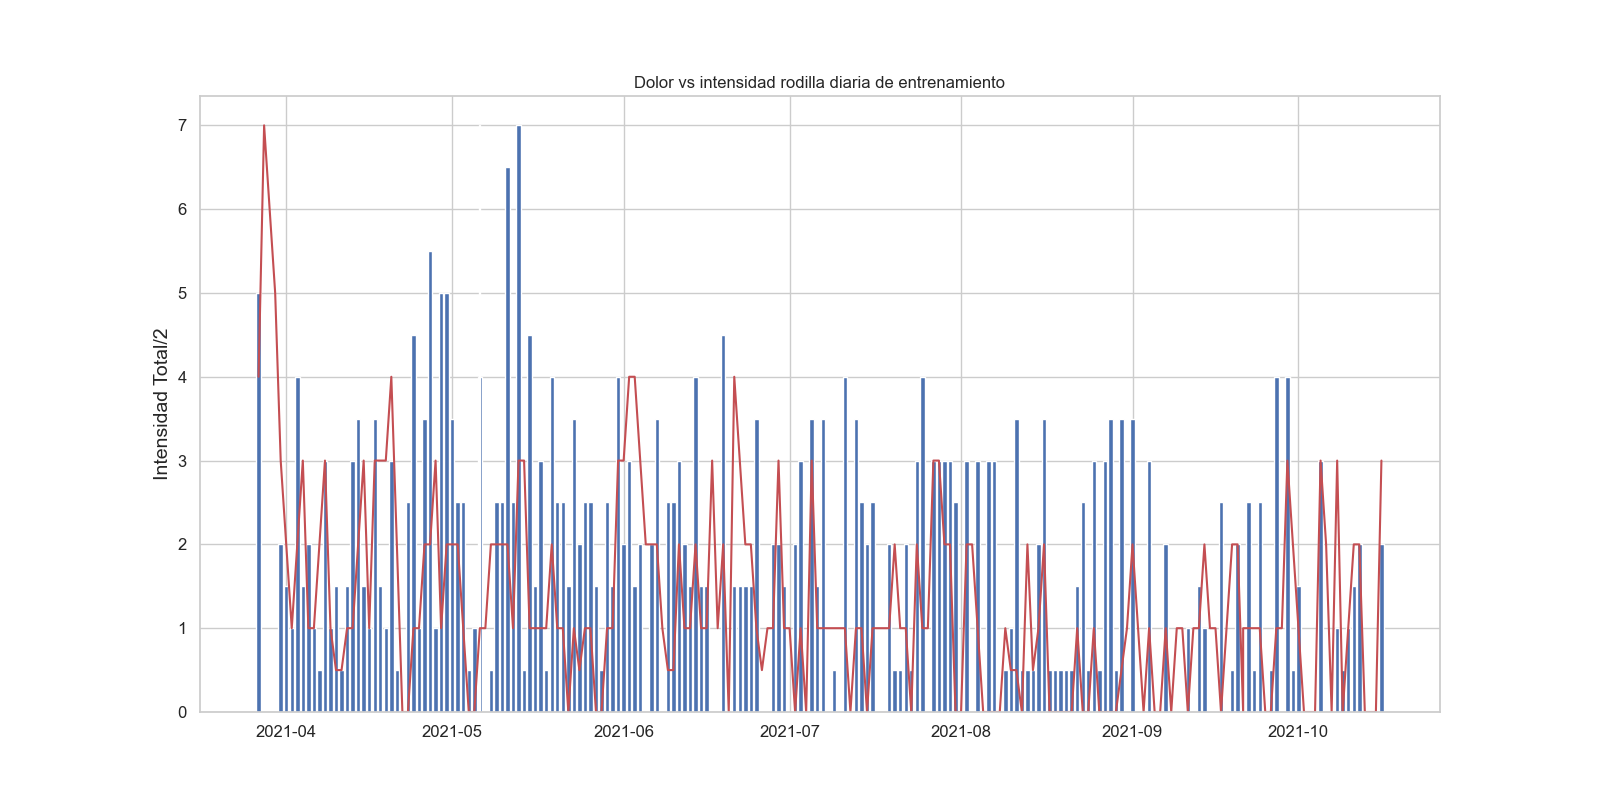 Dolor vs intensidad rodilla diaria de entrenamiento
Intensidad Total/2
7
6
5
4
3
2
1
0
2021-04 2021-05 2021-06 2021-07 2021-08 2021-09 2021-10